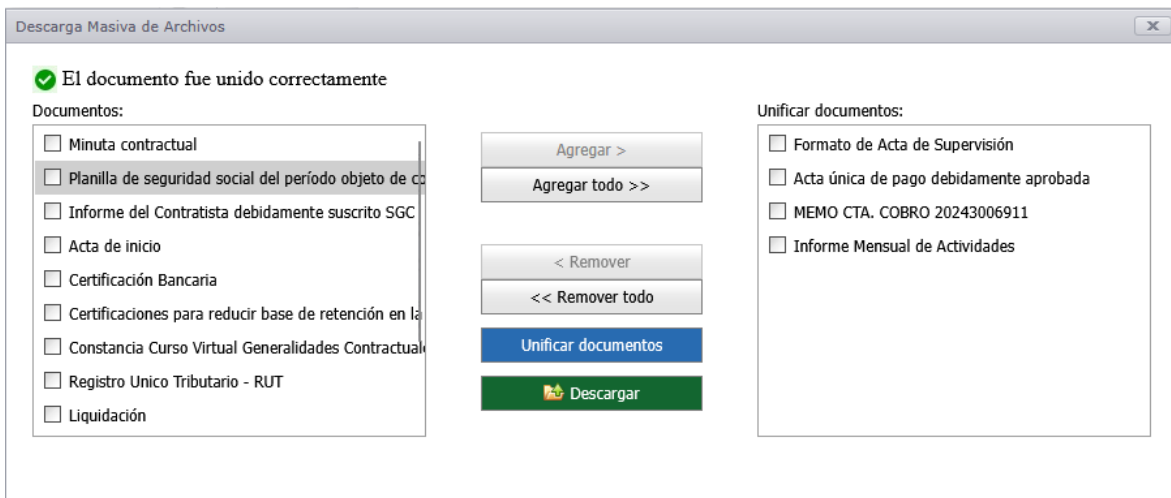 Descarga Masiva de Archivos
El documento fue unido correctamente
Documentos:
Minuta contractual
Planilla de seguridad social del período objeto de
Informe del Contratista debidamente suscrito SGC
Acta de inicio
Certificación Bancaria
Certificaciones para reducir base de retención en la
Constancia Curso Virtual Generalidades
Registro Unico Tributario - RUT
Liquidación
Agregar >
Agregar todo >>
< Remover
<< Remover todo
Unificar documentos
Descargar
Unificar documentos:
Formato de Acta de Supervisión
Acta única de pago debidamente aprobada
MEMO CTA. COBRO 20243006911
Informe Mensual de Actividades